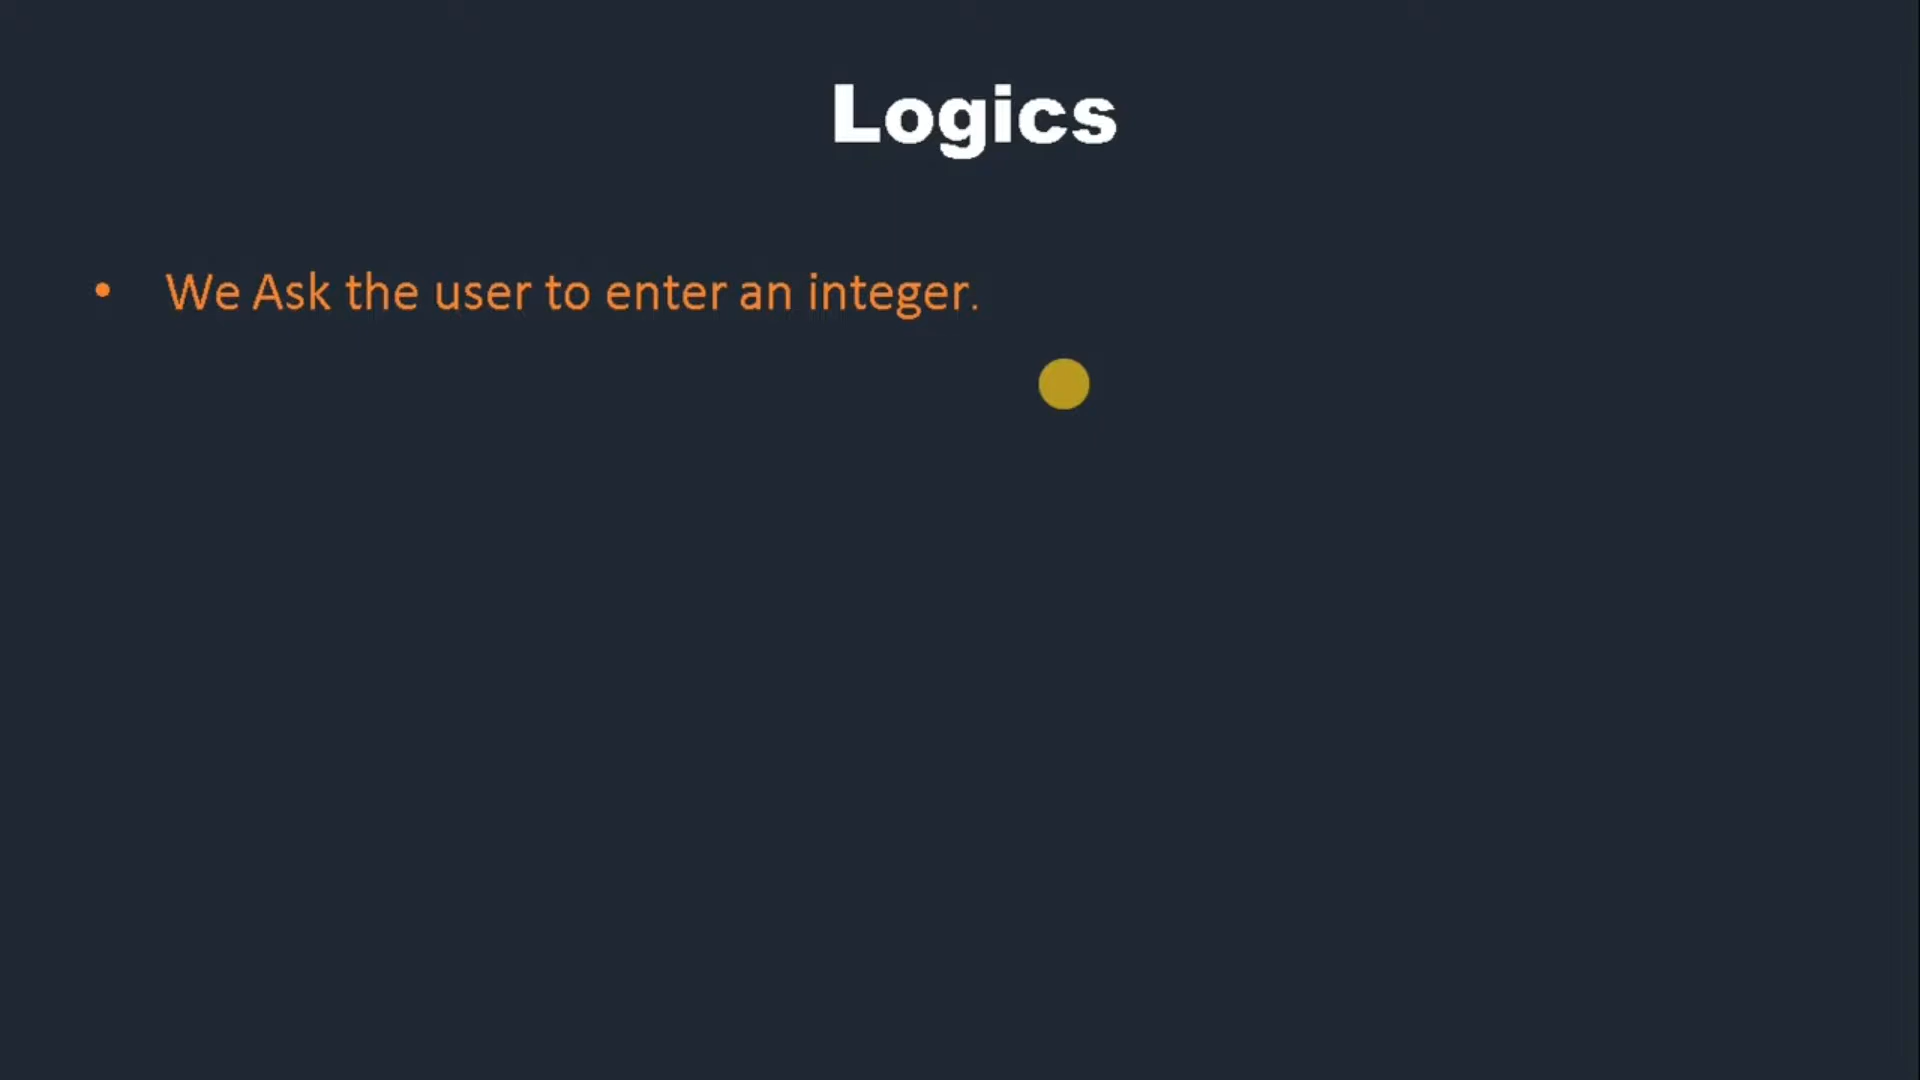 Logics
• We Ask the user to enter an integer.